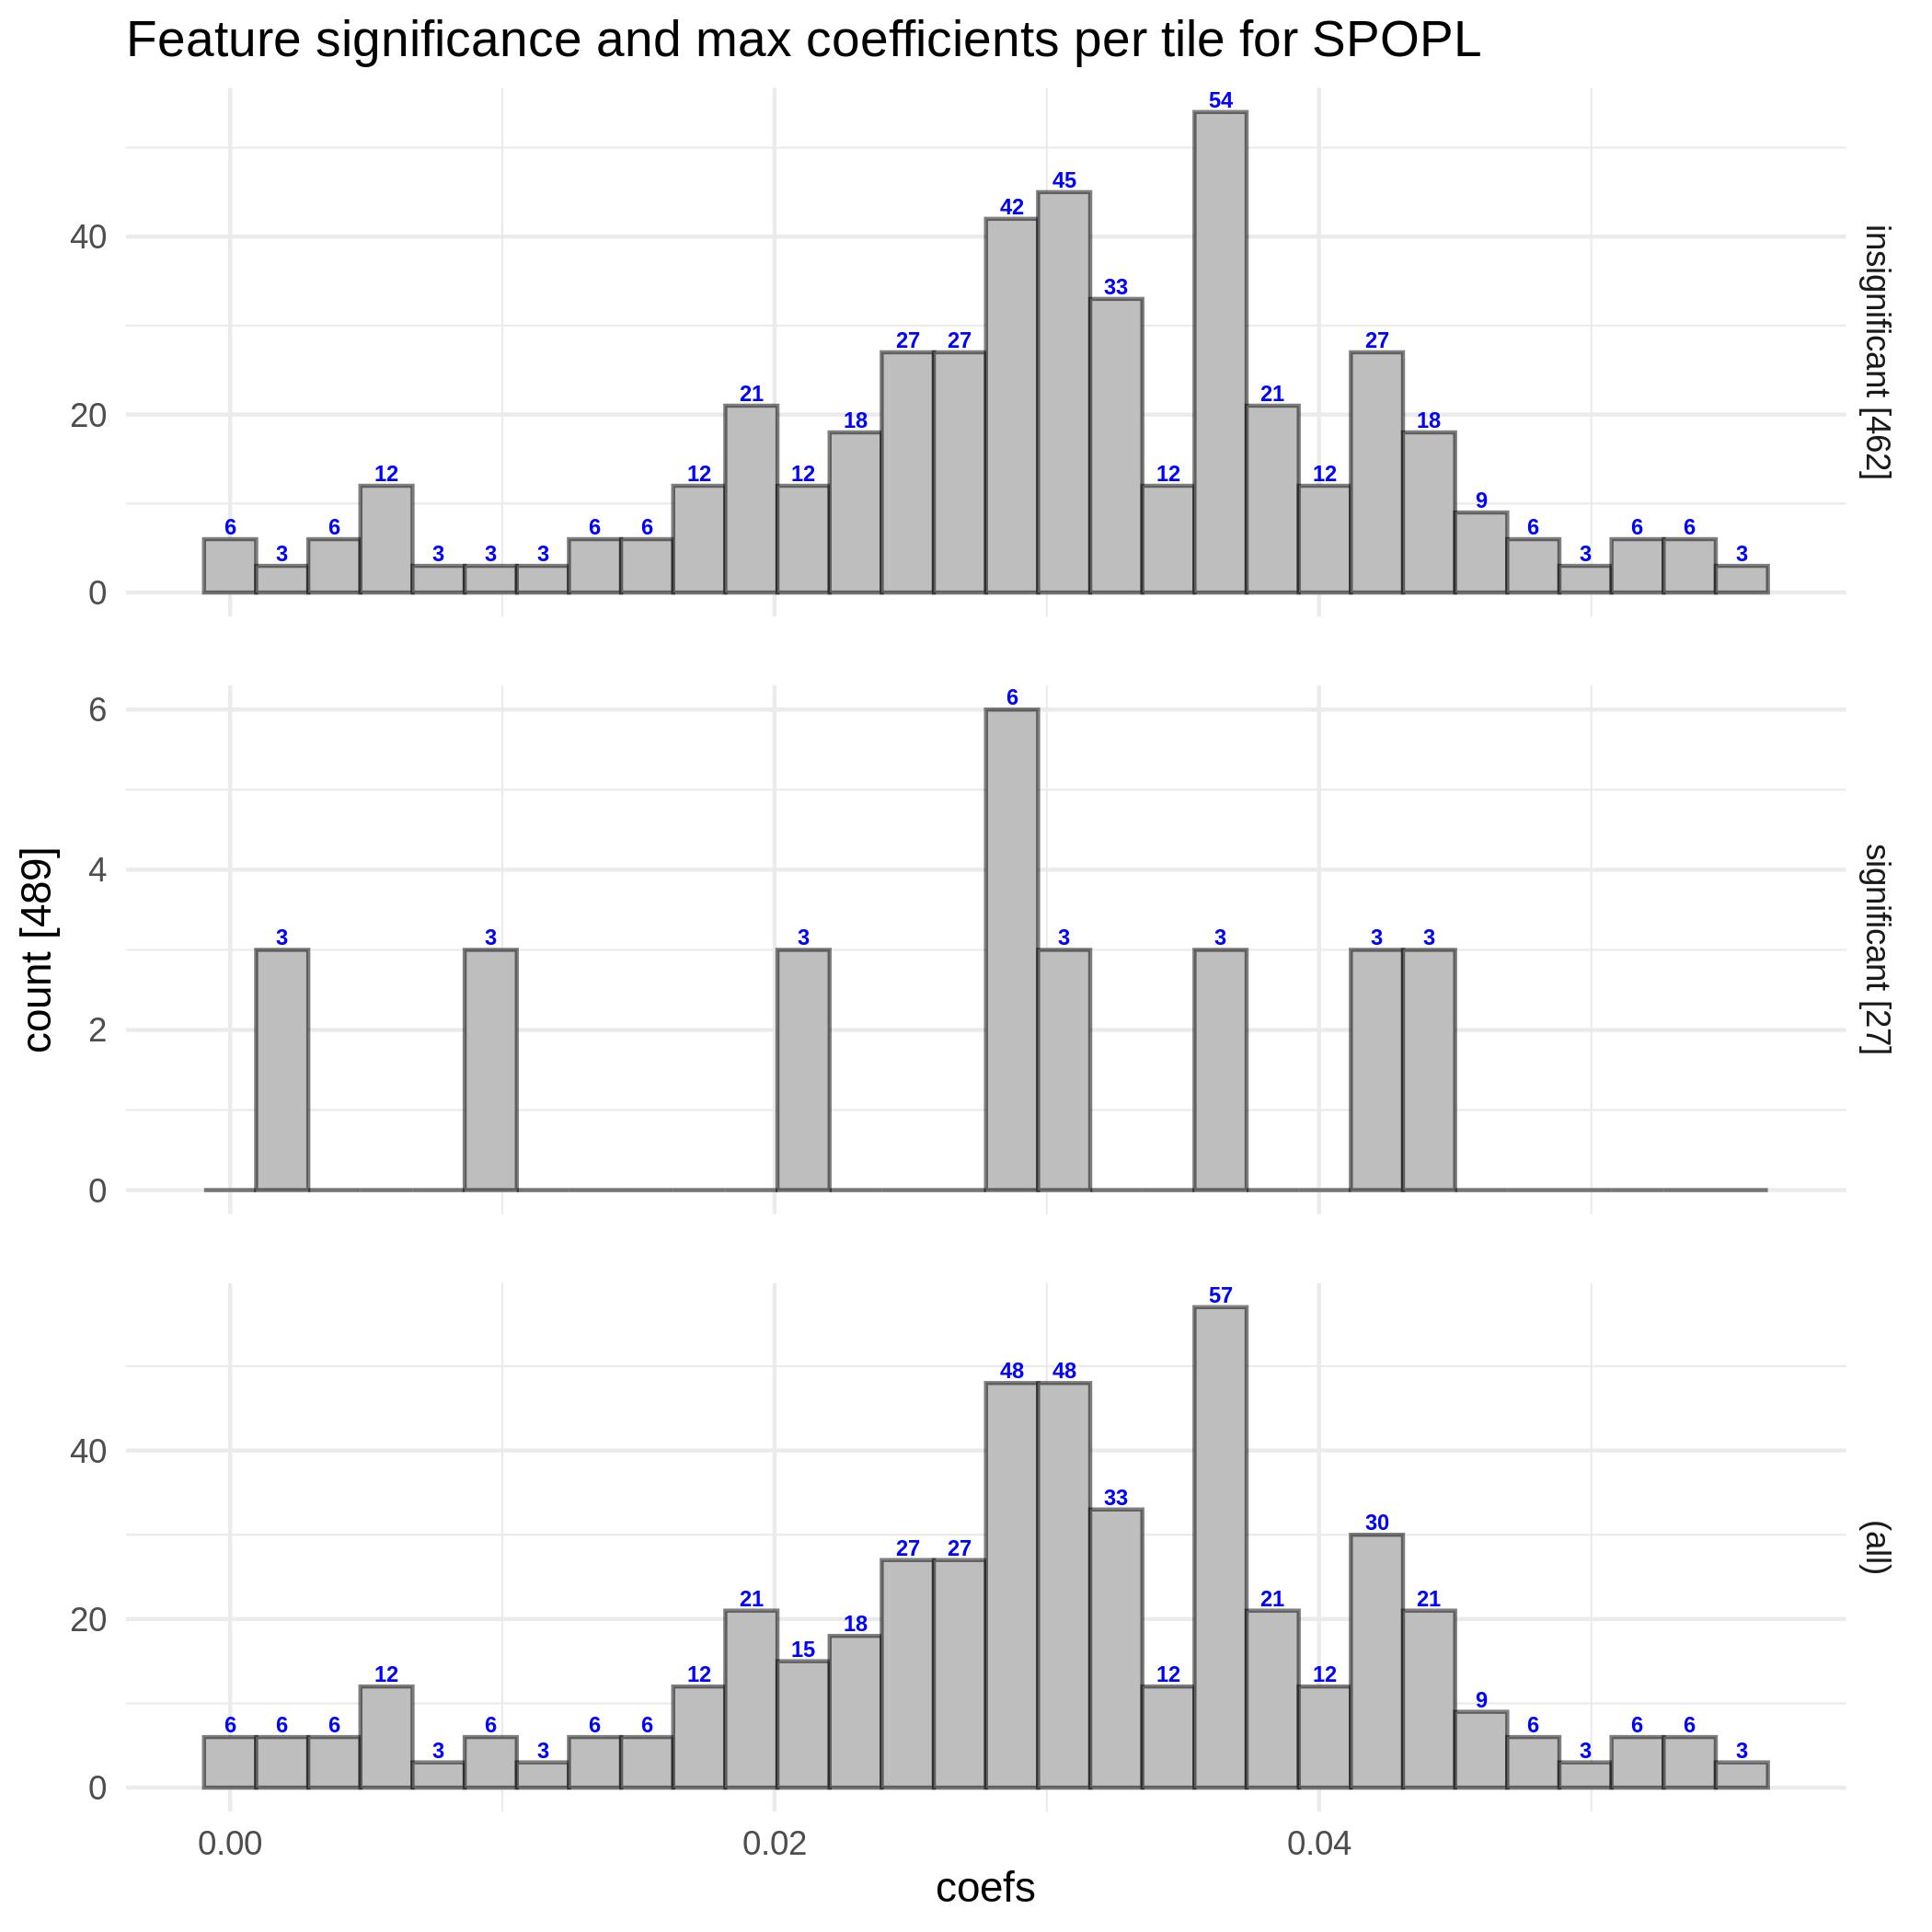 Feature significance and max coefficients per tile for SPOPL
54
45
42
33
27 27 27
21 21
18 18
12 12 12 12 12
9
6 3 6 3 3 3 6 6 6 3 6 6 3
40
20
0
insignificant [462]
6
3 3 3 3 3 3 3
6
4
2
0
significant [27]
count [489]
57
48 48
33
30
27 27
21 21 21
18
15
12 12 12 12
9
6 6 6 3 6 3 6 6 6 3 6 6 3
40
20
0
(all)
0.00 0.02 0.04
coefs